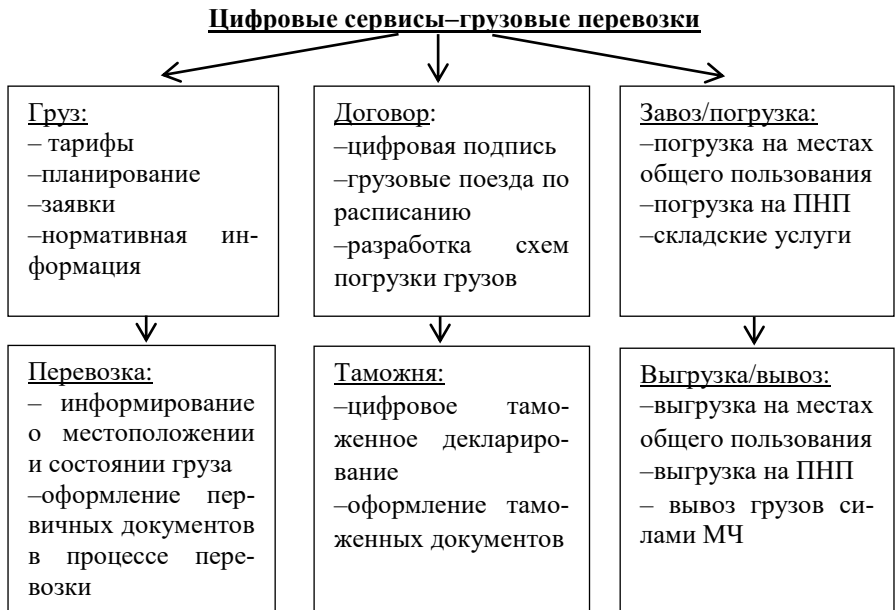 Цифровые сервисы–грузовые перевозки
Груз:
– тарифы
–планирование
–заявки
–нормативная ин-
формация
Договор:
–цифровая подпись
–грузовые поезда по
расписанию
–разработка схем
погрузки грузов
Завоз/погрузка:
–погрузка на местах
общего пользования
–погрузка на ПНП
–складские услуги
Перевозка:
– информирование
о местоположении
и состоянии груза
–оформление пер-
вичных документов
в процессе пере-
возки
Таможня:
–цифровое тамо-
женное деклариро-
вание
–оформление тамо-
женных документов
Выгрузка/вывоз:
–выгрузка на местах
общего пользования
–выгрузка на ПНП
– вывоз грузов си-
лами МЧ